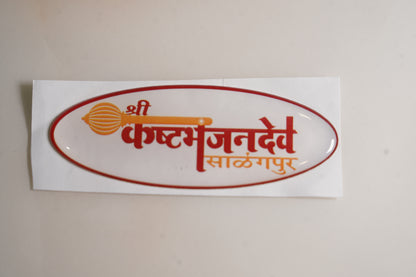 श्री
कष्टभंजनदेव
साळंगपुर